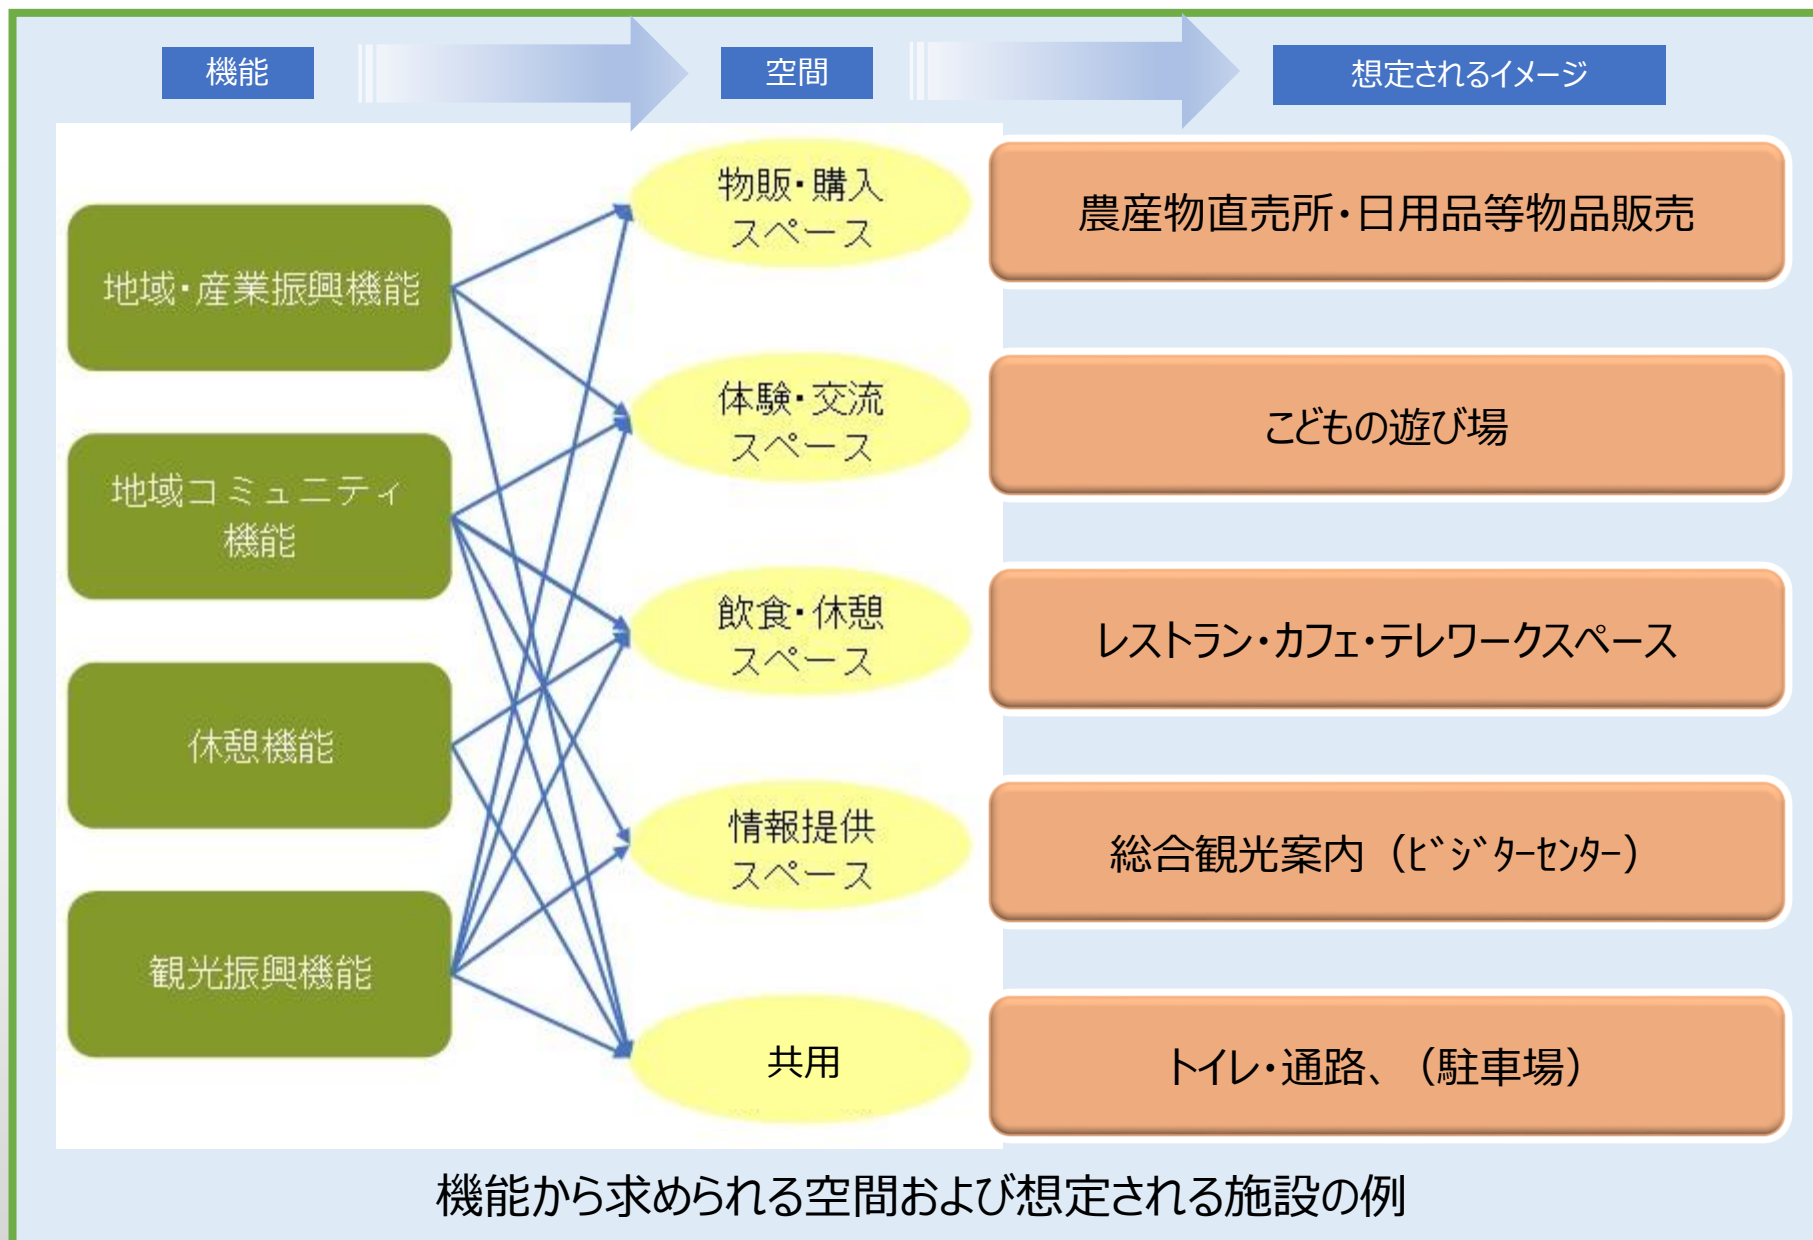 機能
空間
想定されるイメージ
地域・産業振興機能
地域コミュニティ
機能
休憩機能
観光振興機能
物販・購入
スペース
体験・交流
スペース
飲食・休憩
スペース
情報提供
スペース
共用
農産物直売所・日用品等物品販売
こどもの遊び場
レストラン・カフェ・テレワークスペース
総合観光案内（ﾋﾞｼﾞﾀｰｾﾝﾀｰ）
トイレ・通路、（駐車場）
機能から求められる空間および想定される施設の例